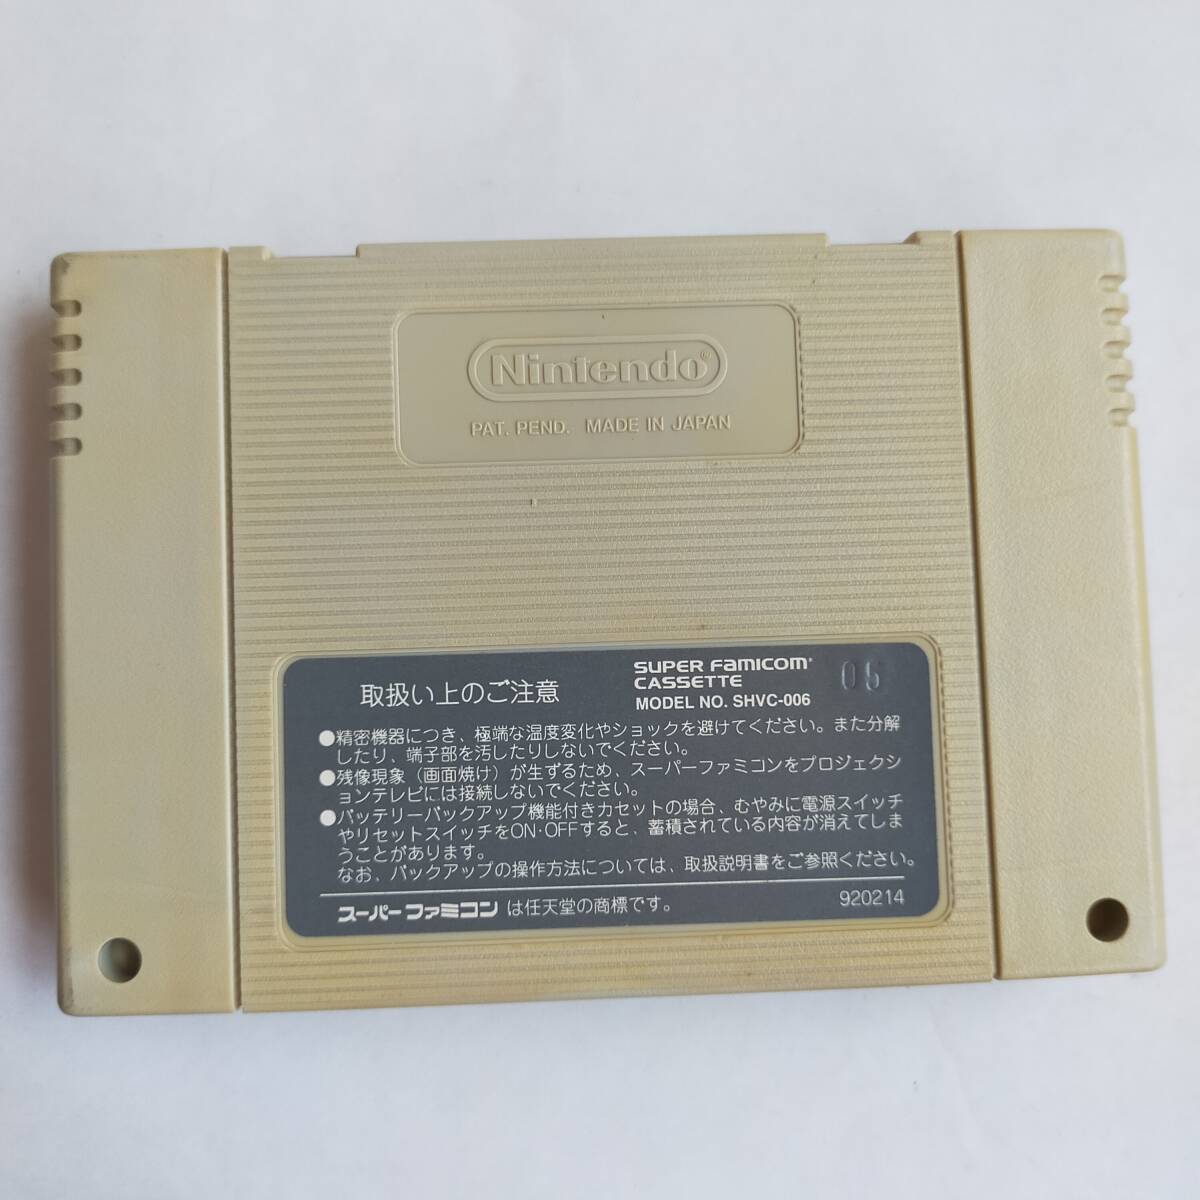 Nintendo®
PAT. PEND. MADE IN JAPAN
取扱い上のご注意
SUPER FAMICOM
CASSETTE
MODEL NO. SHVC-006
05
●精密機器につき、極端な温度変化やショックを避けてください。また分解
したり、端子部を汚したりしないでください。
●残像現象（画面焼け）が生ずるため、スーパーファミコンをプロジェクシ
ョンテレビには接続しないでください。
●バッテリーバックアップ機能付きカセットの場合、むやみに電源スイッチ
やリセットスイッチをON・OFFすると、蓄積されている内容が消えてしま
うことがあります。
なお、バックアップの操作方法については、取扱説明書をご参照ください。
スーパーファミコン は任天堂の商標です。
920214